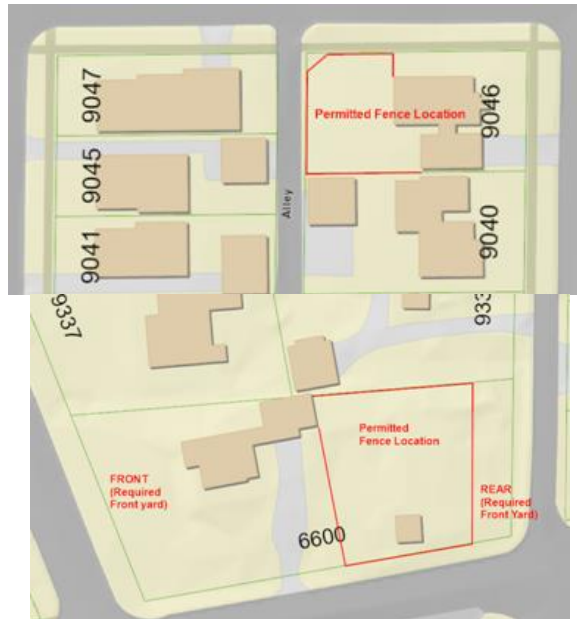 9047
9045
9041
Alley
Permitted Fence Location
9046
9040
9337
933
Permitted
Fence Location
FRONT
(Required
Front yard)
REAR
(Required
Front Yard)
6600